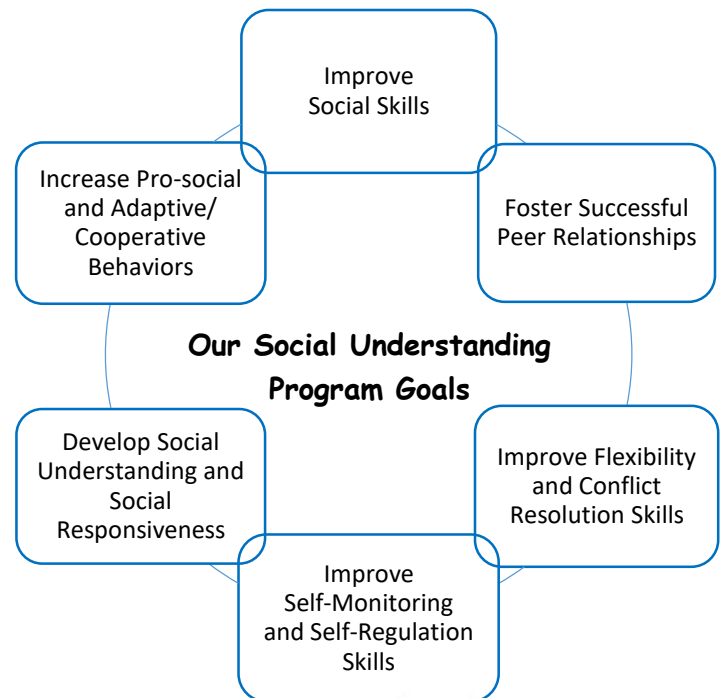 Improve
Social Skills
Foster Successful
Peer Relationships
Improve Flexibility
and Conflict
Resolution Skills
Improve
Self-Monitoring
and Self-Regulation
Skills
Develop Social
Understanding and
Social
Responsiveness
Increase Pro-social
and Adaptive/
Cooperative
Behaviors
Our Social Understanding
Program Goals